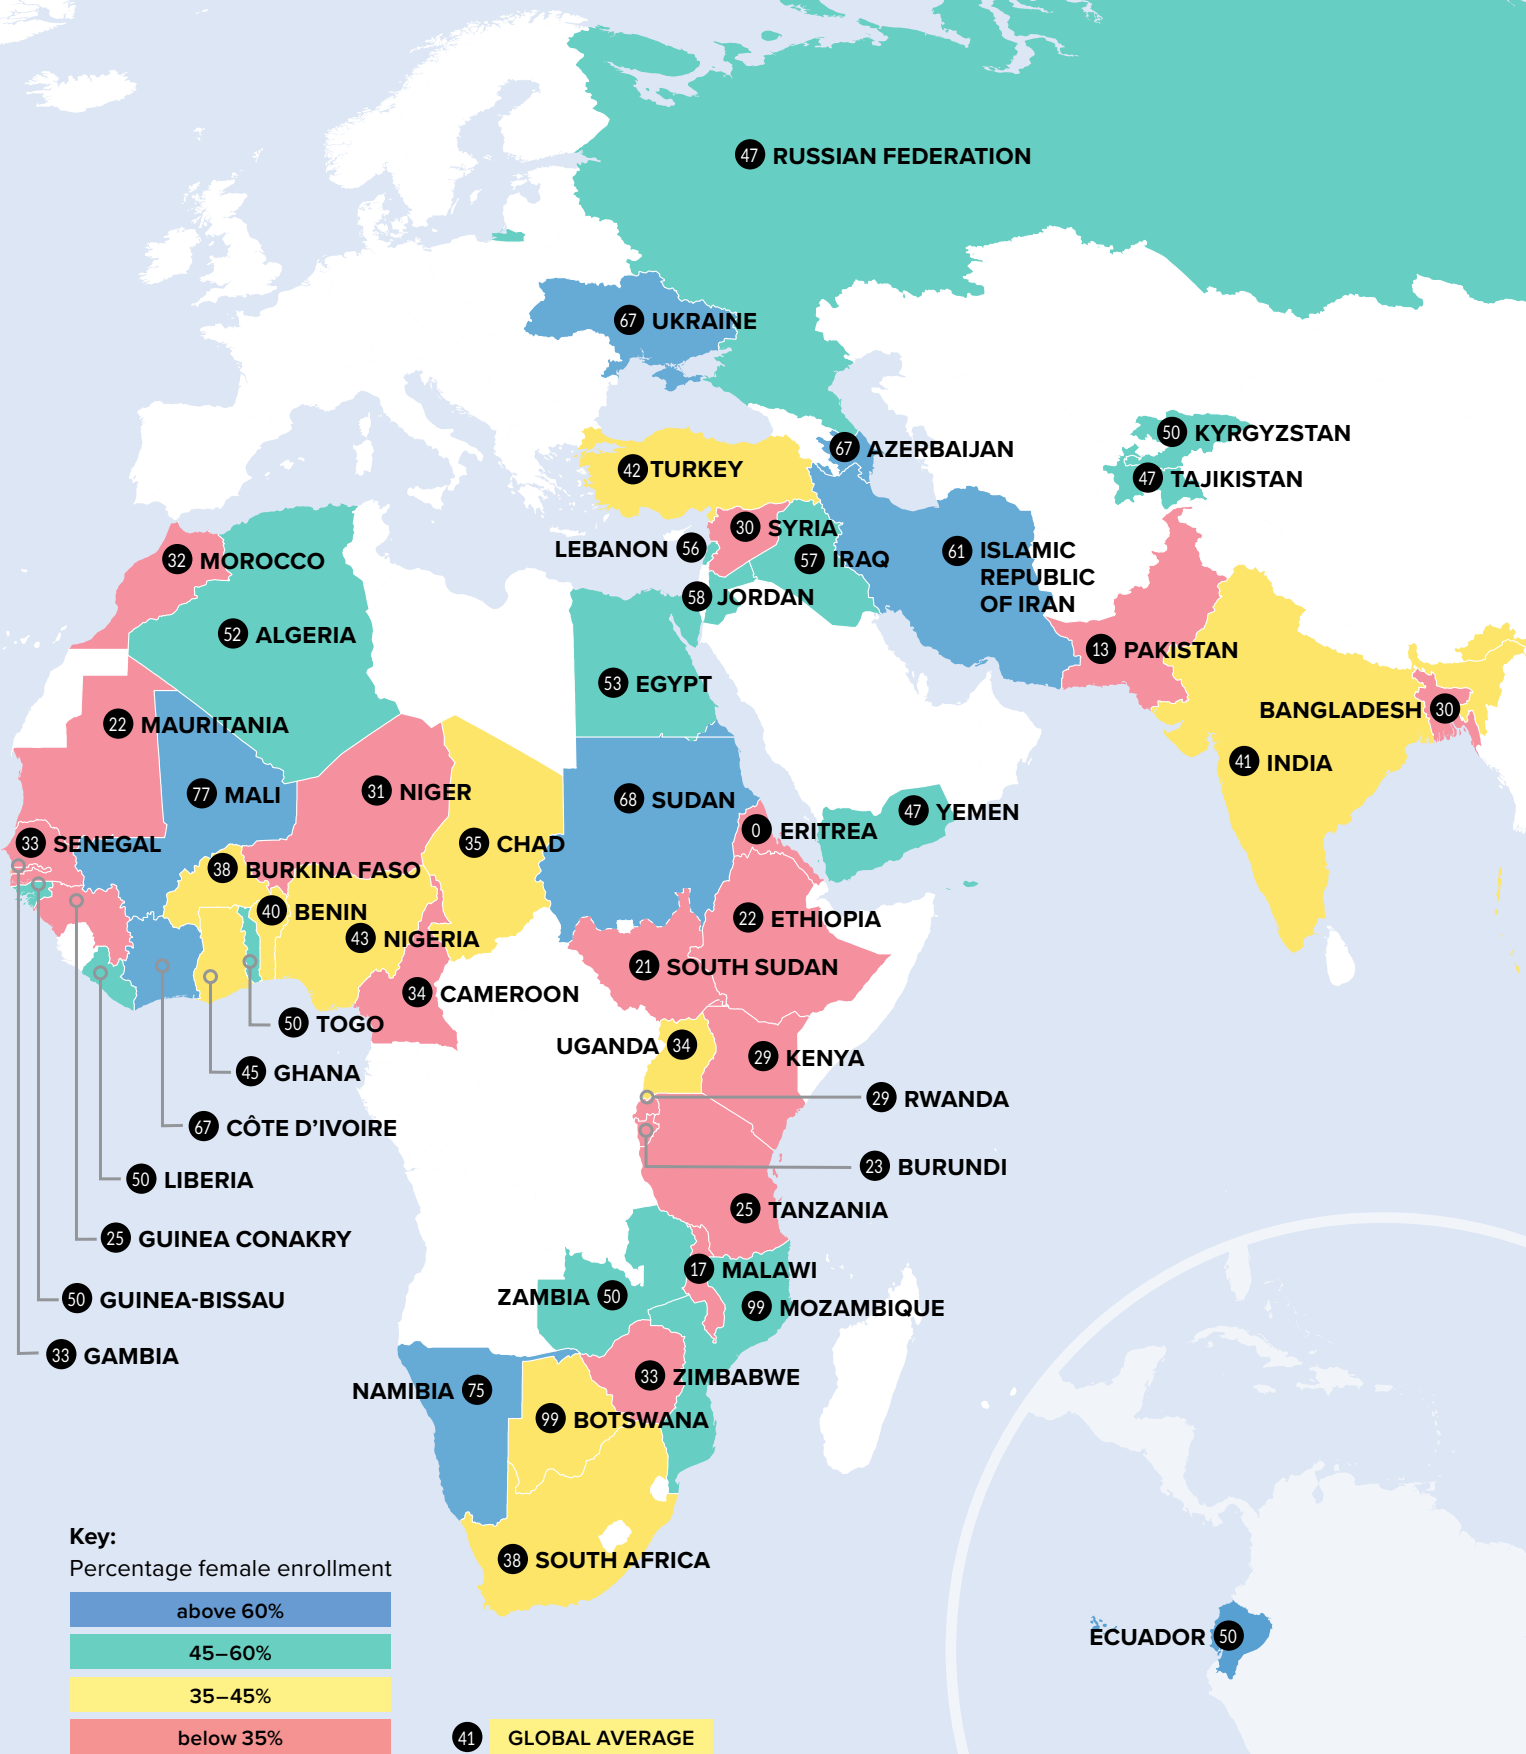 47 RUSSIAN FEDERATION
67 UKRAINE
50 KYRGYZSTAN
67 AZERBAIJAN
42 TURKEY
47 TAJIKISTAN
30 SYRIA
LEBANON 56
57 IRAQ
61 ISLAMIC
REPUBLIC
OF IRAN
32 MOROCCO
58 JORDAN
52 ALGERIA
13 PAKISTAN
53 EGYPT
BANGLADESH 30
22 MAURITANIA
41 INDIA
77 MALI
31 NIGER
68 SUDAN
47 YEMEN
0 ERITREA
33 SENEGAL
35 CHAD
38 BURKINA FASO
40 BENIN
22 ETHIOPIA
43 NIGERIA
21 SOUTH SUDAN
34 CAMEROON
50 TOGO
UGANDA 34
29 KENYA
45 GHANA
29 RWANDA
67 CÔTE D’IVOIRE
23 BURUNDI
50 LIBERIA
25 TANZANIA
25 GUINEA CONAKRY
17 MALAWI
50 GUINEA-BISSAU
ZAMBIA 50
99 MOZAMBIQUE
33 GAMBIA
33 ZIMBABWE
NAMIBIA 75
99 BOTSWANA
38 SOUTH AFRICA
ECUADOR 50
Key:
Percentage female enrollment
above 60%
45–60%
35–45%
below 35%
41 GLOBAL AVERAGE